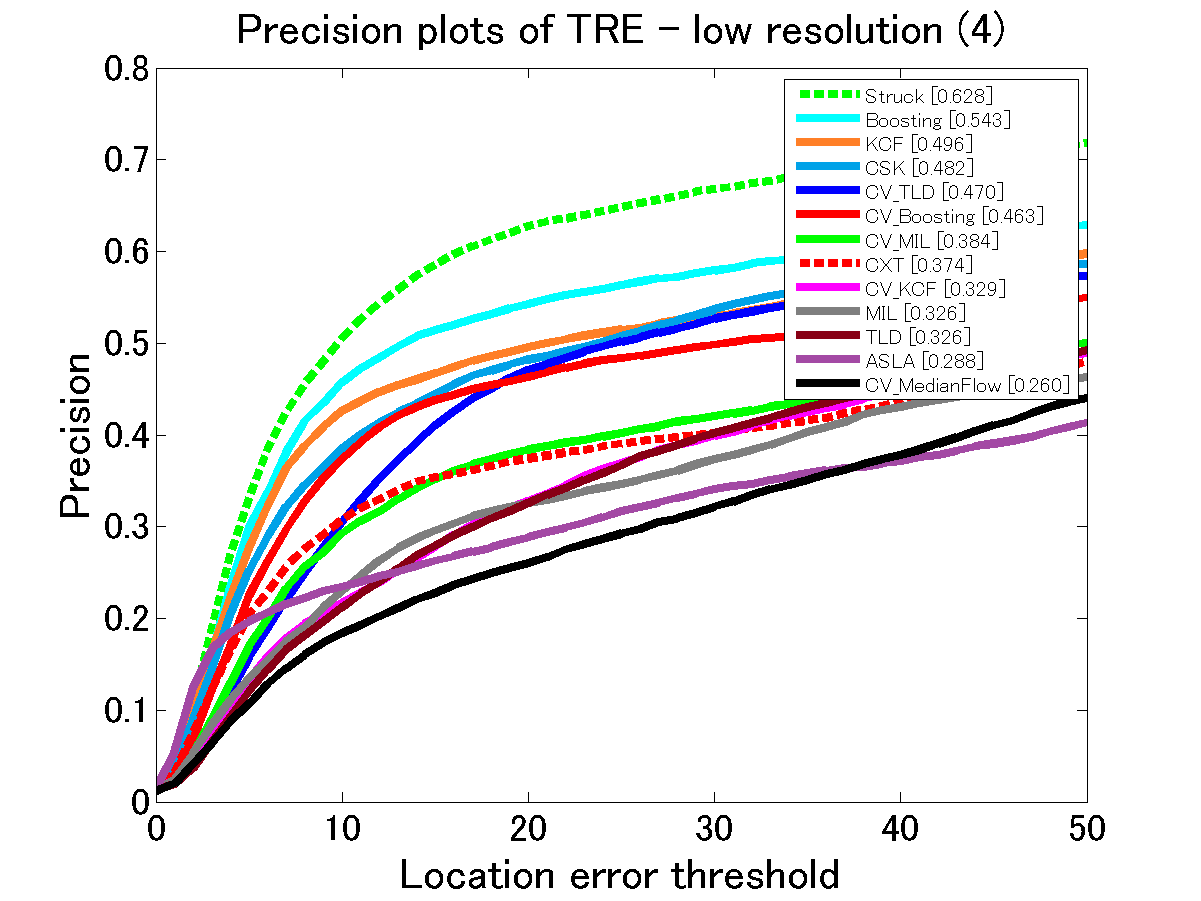 Precision plots of TRE - low resolution (4)
0.8
0.7
0.6
0.5
0.4
0.3
0.2
0.1
0
Precision
Struck [0.628]
Boosting [0.543]
KCF [0.496]
CSK [0.482]
CV_TLD [0.470]
CV_Boosting [0.463]
CV_MIL [0.384]
CXT [0.374]
CV_KCF [0.329]
MIL [0.326]
TLD [0.326]
ASLA [0.288]
CV_MedianFlow [0.260]
0 10 20 30 40 50
Location error threshold